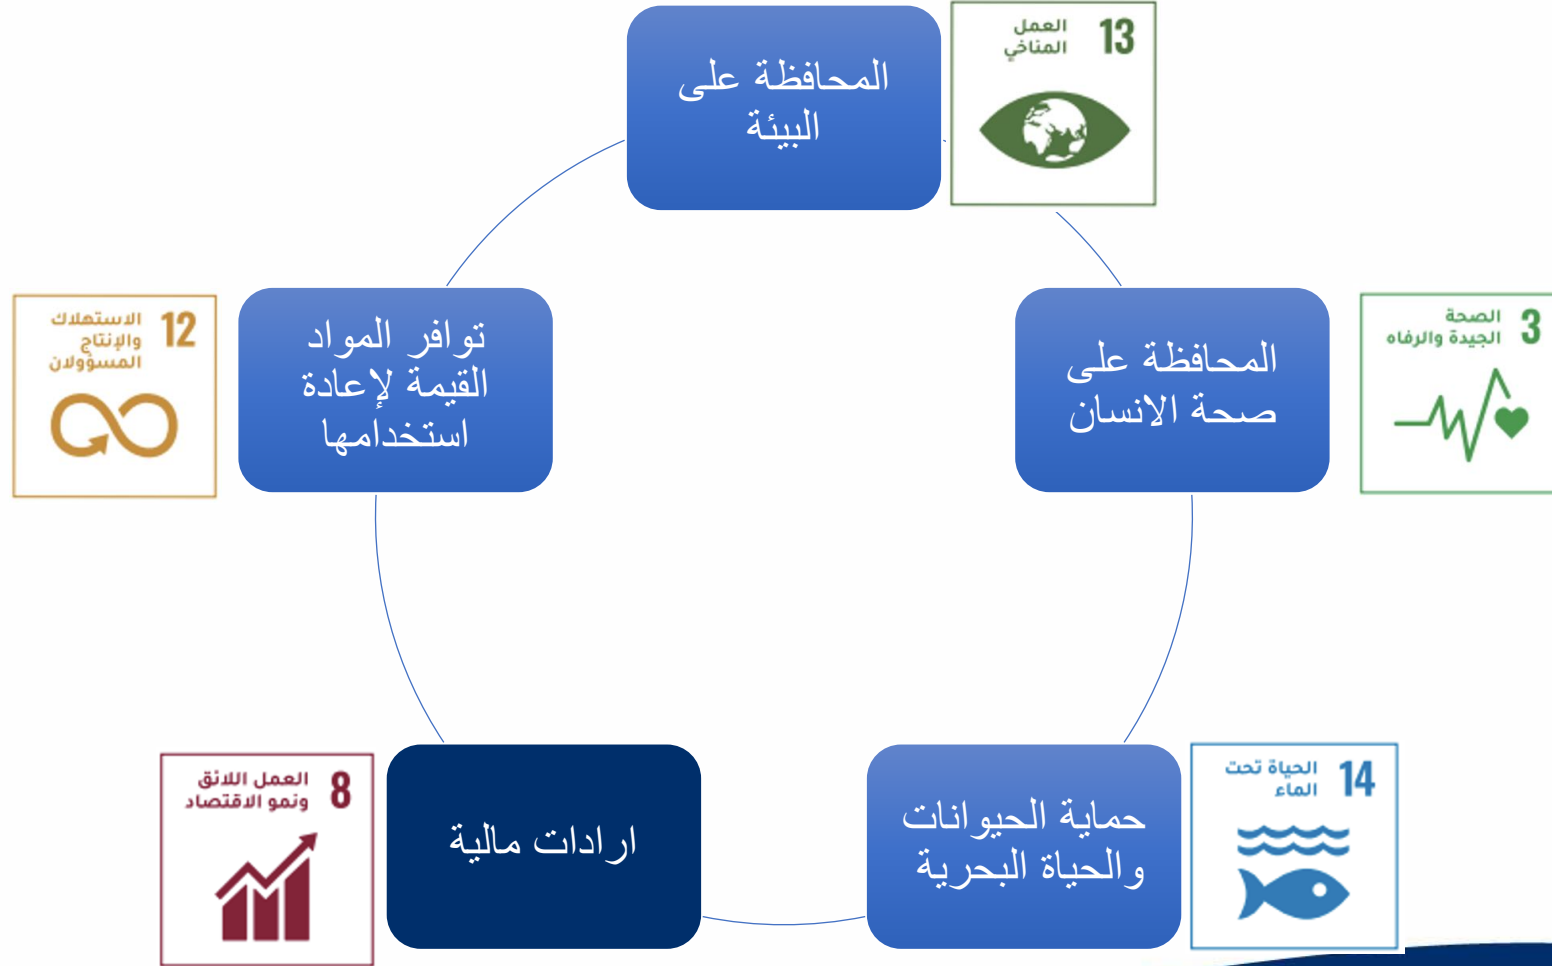 المحافظة على
البيئة
13
العمل
المناخي
المحافظة على
صحة الانسان
3
الصحة
الجيدة والرفاه
حماية الحيوانات
والحياة البحرية
14
الحياة تحت
الماء
ارادات مالية
8
العمل اللائق
ونمو الاقتصاد
توافر المواد
القيمة لإعادة
استخدامها
12
الاستهلاك
والإنتاج
المسؤولان